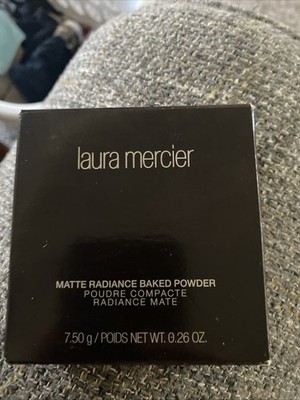 laura mercier
MATTE RADIANCE BAKED POWDER
POUDRE COMPACTE
RADIANCE MATE
7.50 g / POIDS NET WT. 0.26 OZ.